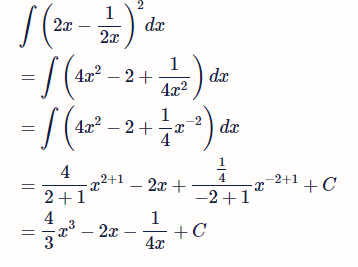 ∫(2x − 1/(2x))² dx
= ∫(4x² − 2 + 1/(4x²)) dx
= ∫(4x² − 2 + 1/4 x⁻²) dx
= 4/(2+1) x²⁺¹ − 2x + (1/4)/(−2+1) x⁻²⁺¹ + C
= 4/3 x³ − 2x − 1/(4x) + C